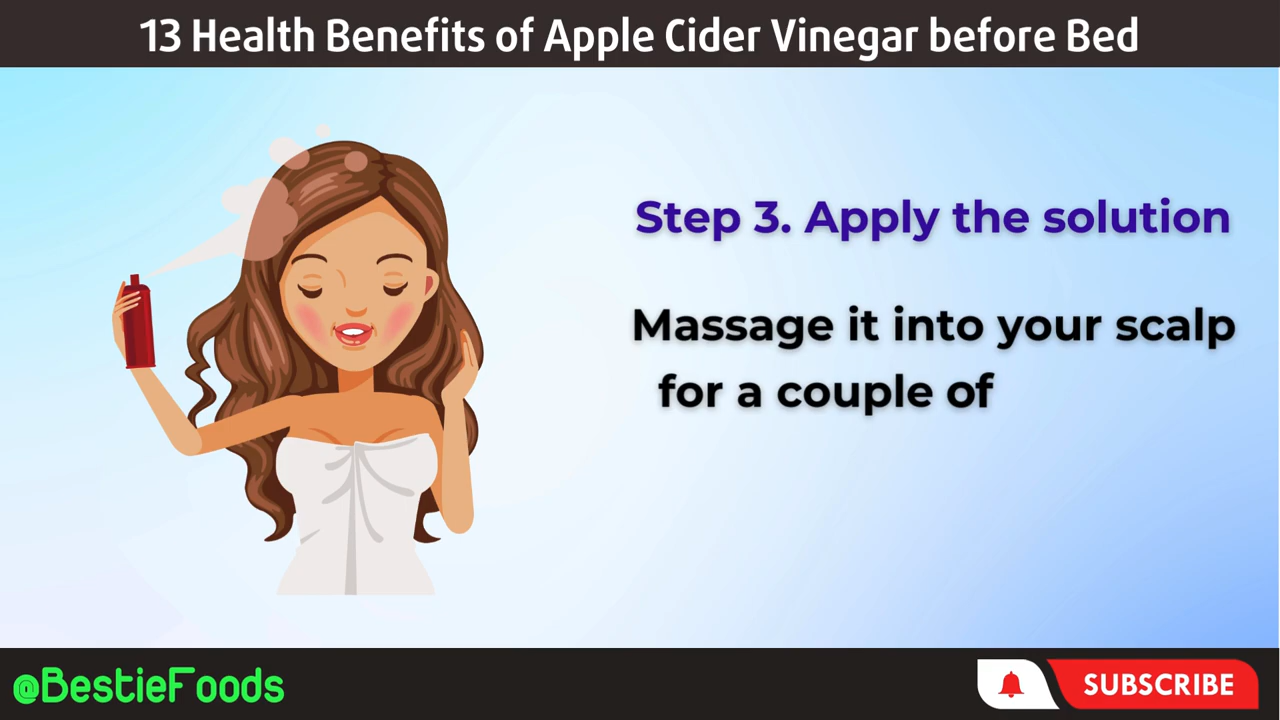 13 Health Benefits of Apple Cider Vinegar before Bed
Step 3. Apply the solution
Massage it into your scalp
for a couple of
@BestieFoods
SUBSCRIBE